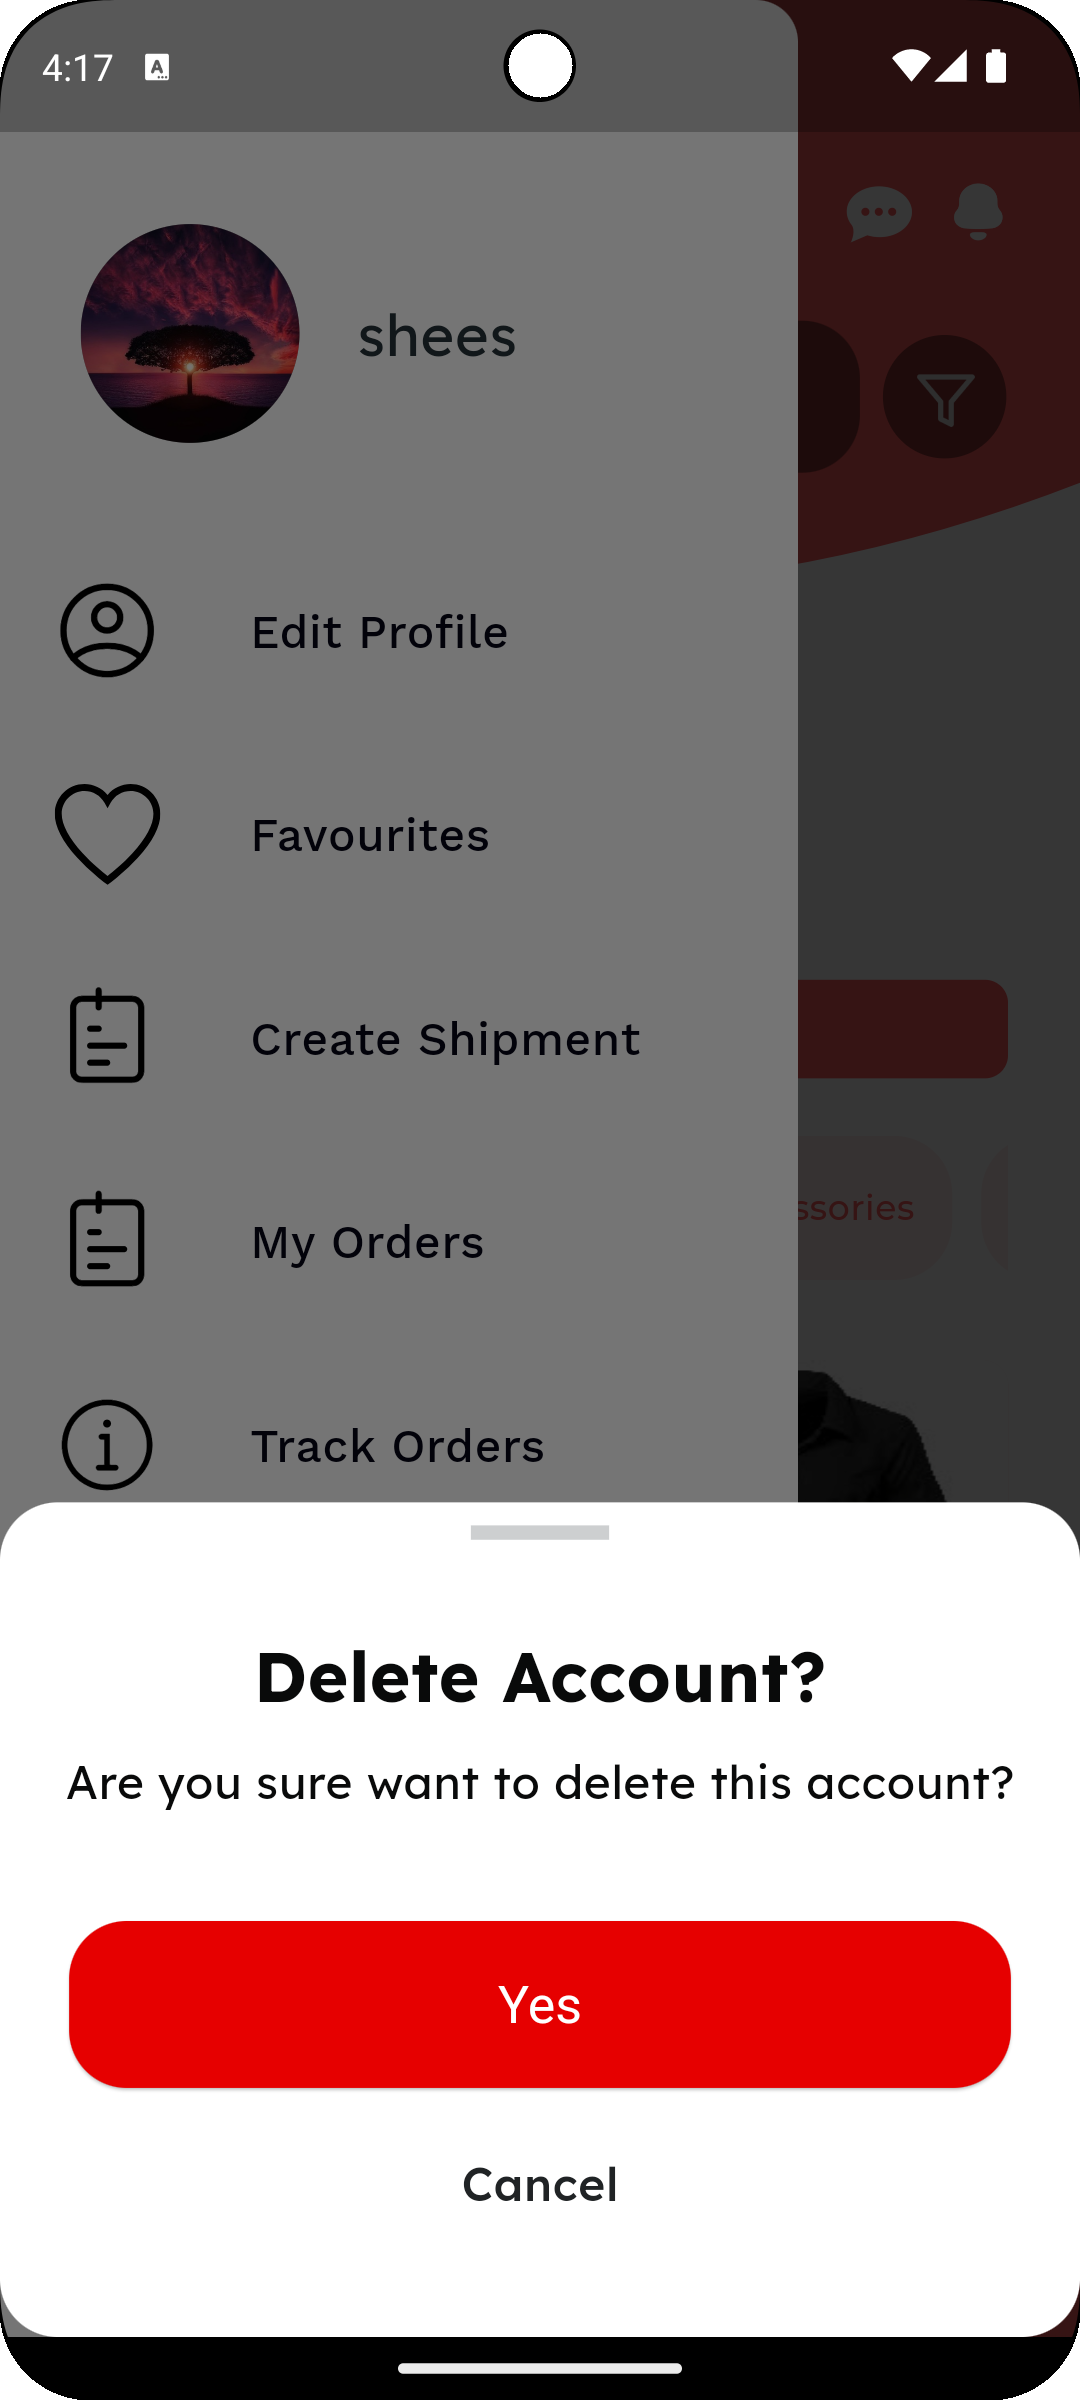 4:17
shees
Edit Profile
Favourites
Create Shipment
ssories
My Orders
Track Orders
Delete Account?
Are you sure want to delete this account?
Yes
Cancel